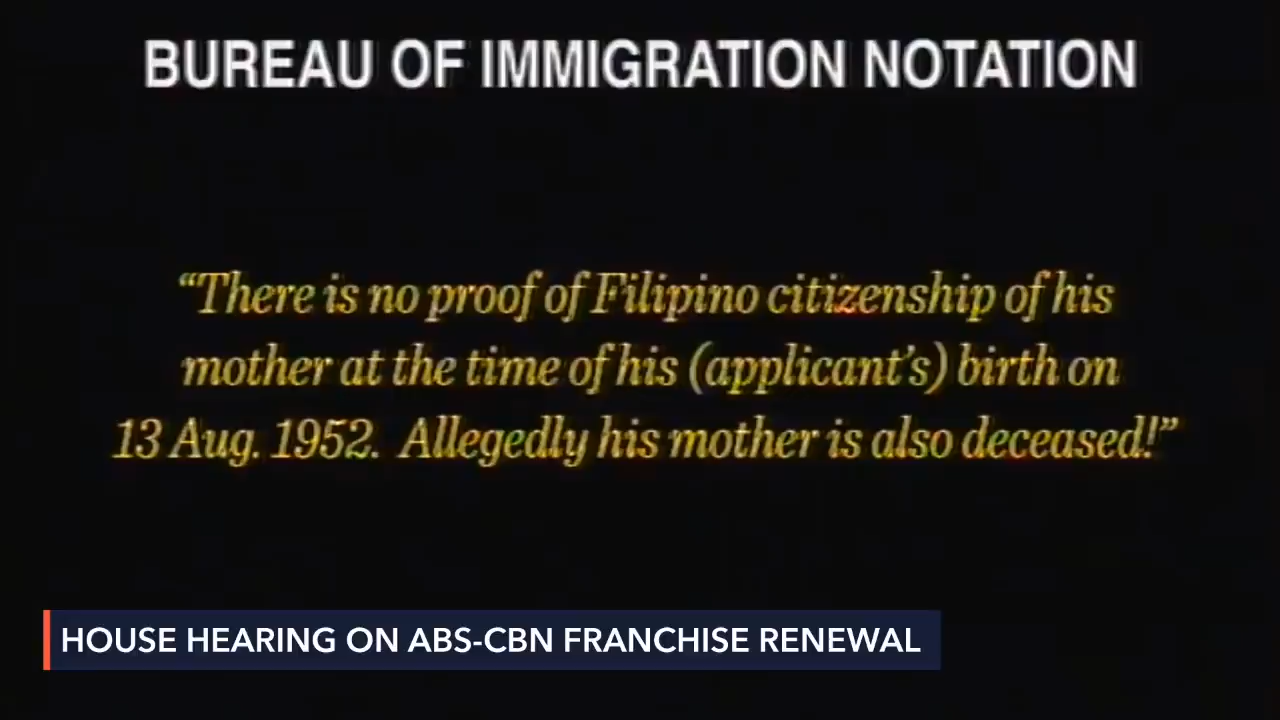 BUREAU OF IMMIGRATION NOTATION
“There is no proof of Filipino citizenship of his
mother at the time of his (applicant’s) birth on
13 Aug. 1952. Allegedly his mother is also deceased!”
HOUSE HEARING ON ABS-CBN FRANCHISE RENEWAL